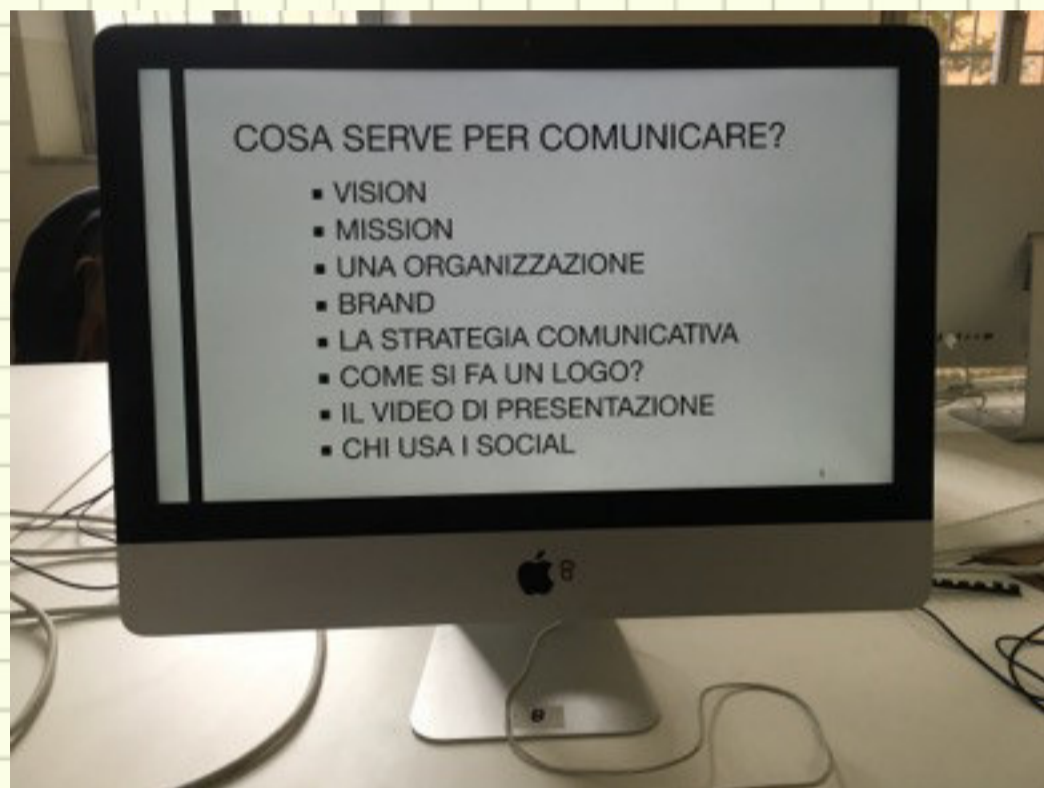 COSA SERVE PER COMUNICARE?
▪ VISION
▪ MISSION
▪ UNA ORGANIZZAZIONE
▪ BRAND
▪ LA STRATEGIA COMUNICATIVA
▪ COME SI FA UN LOGO?
▪ IL VIDEO DI PRESENTAZIONE
▪ CHI USA I SOCIAL